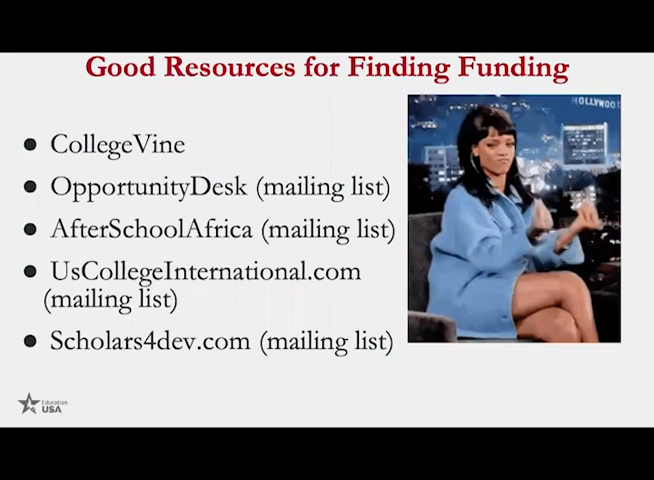 Good Resources for Finding Funding
HOLLYWOO
CollegeVine
OpportunityDesk (mailing list)
AfterSchoolAfrica (mailing list)
UsCollegeInternational.com
(mailing list)
Scholars4dev.com (mailing list)
Education
USA